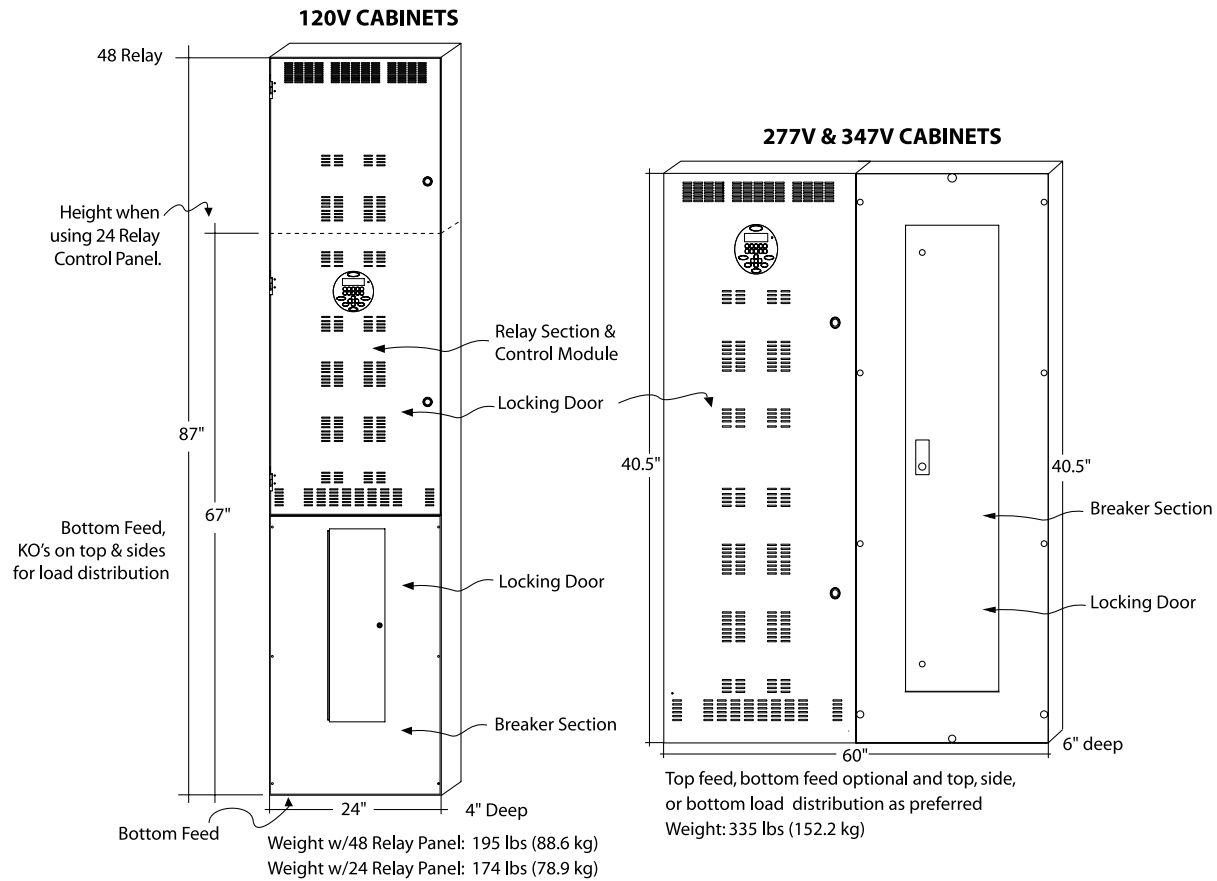 120V CABINETS
48 Relay
Height when
using 24 Relay
Control Panel.
87"
67"
Bottom Feed,
KO's on top & sides
for load distribution
Relay Section &
Control Module
Locking Door
Locking Door
Breaker Section
Bottom Feed
24"
4" Deep
Weight w/48 Relay Panel: 195 lbs (88.6 kg)
Weight w/24 Relay Panel: 174 lbs (78.9 kg)
277V & 347V CABINETS
40.5"
40.5"
Breaker Section
Locking Door
60"
6" deep
Top feed, bottom feed optional and top, side,
or bottom load distribution as preferred
Weight: 335 lbs (152.2 kg)